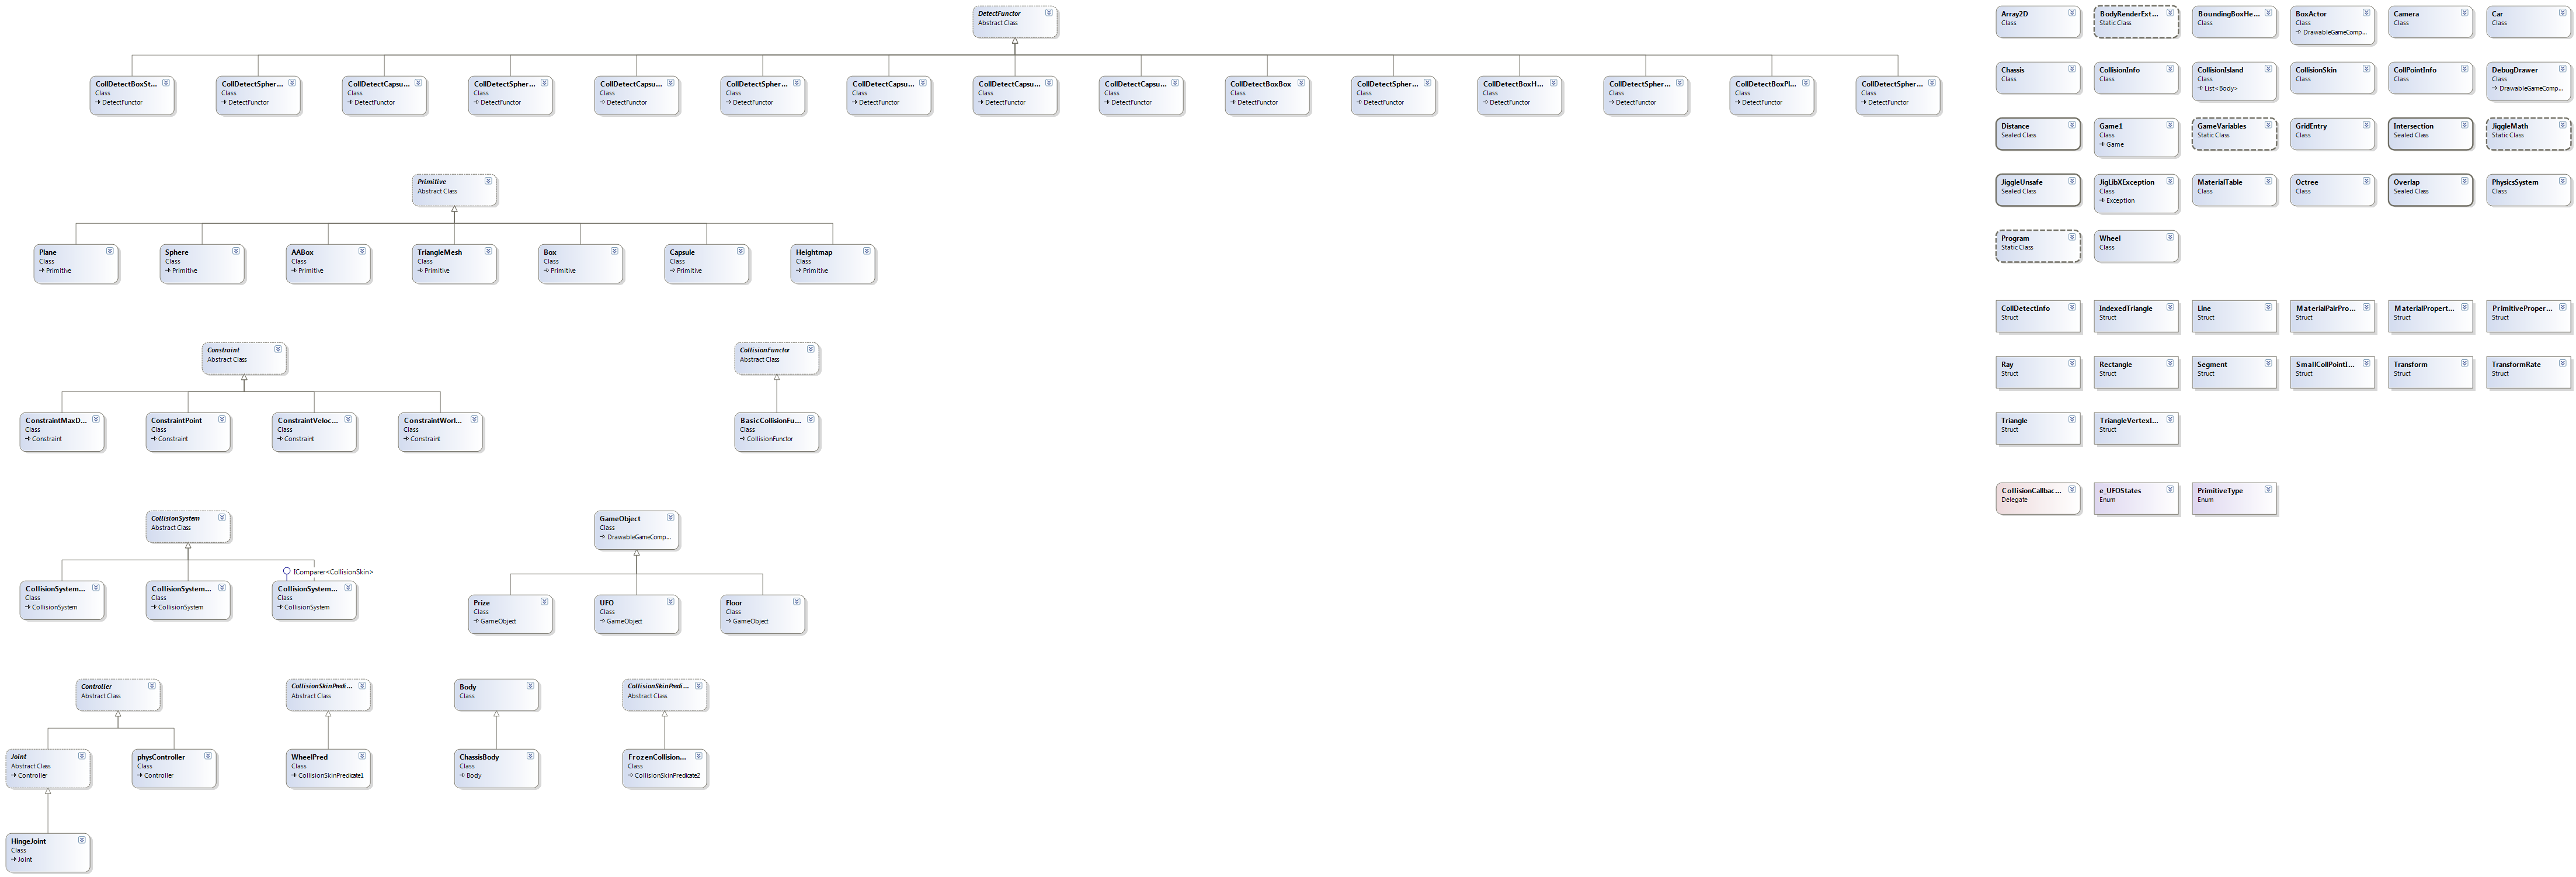 DetectFunctor
Abstract Class
CollDetectBoxSt...
Class
DetectFunctor
CollDetectSpher...
Class
DetectFunctor
CollDetectCapsu...
Class
DetectFunctor
CollDetectSpher...
Class
DetectFunctor
CollDetectCapsu...
Class
DetectFunctor
CollDetectSpher...
Class
DetectFunctor
CollDetectCapsu...
Class
DetectFunctor
CollDetectCapsu...
Class
DetectFunctor
CollDetectCapsu...
Class
DetectFunctor
CollDetectBoxBox
Class
DetectFunctor
CollDetectSpher...
Class
DetectFunctor
CollDetectBoxH...
Class
DetectFunctor
CollDetectSpher...
Class
DetectFunctor
CollDetectBoxPl...
Class
DetectFunctor
CollDetectSpher...
Class
DetectFunctor
Primitive
Abstract Class
Plane
Class
Primitive
Sphere
Class
Primitive
AABox
Class
Primitive
TriangleMesh
Class
Primitive
Box
Class
Primitive
Capsule
Class
Primitive
Heightmap
Class
Primitive
Constraint
Abstract Class
ConstraintMaxD...
Class
Constraint
ConstraintPoint
Class
Constraint
ConstraintVeloc...
Class
Constraint
ConstraintWorl...
Class
Constraint
CollisionFunctor
Abstract Class
BasicCollisionFu...
Class
CollisionFunctor
CollisionSystem
Abstract Class
CollisionSystem...
Class
CollisionSystem
CollisionSystem...
Class
CollisionSystem
IComparer<CollisionSkin>
CollisionSystem...
Class
CollisionSystem
GameObject
Class
DrawableGameComp...
Prize
Class
GameObject
UFO
Class
GameObject
Floor
Class
GameObject
Controller
Abstract Class
Joint
Abstract Class
Controller
physController
Class
Controller
HingeJoint
Class
Joint
CollisionSkinPredi...
Abstract Class
WheelPred
Class
CollisionSkinPredicate1
Body
Class
ChassisBody
Class
Body
CollisionSkinPredi...
Abstract Class
FrozenCollision...
Class
CollisionSkinPredicate2
Array2D
Class
BodyRenderExt...
Static Class
BoundingBoxHe...
Class
BoxActor
Class
DrawableGameComp...
Camera
Class
Car
Class
Chassis
Class
CollisionInfo
Class
CollisionIsland
Class
List<Body>
CollisionSkin
Class
CollPointInfo
Class
DebugDrawer
Class
DrawableGameComp...
Distance
Sealed Class
Game1
Class
Game
GameVariables
Static Class
GridEntry
Class
Intersection
Sealed Class
JiggleMath
Static Class
JiggleUnsafe
Sealed Class
JigLibXException
Class
Exception
MaterialTable
Class
Octree
Class
Overlap
Sealed Class
PhysicsSystem
Class
Program
Static Class
Wheel
Class
CollDetectInfo
Struct
IndexedTriangle
Struct
Line
Struct
MaterialPairPro...
Struct
MaterialPropert...
Struct
PrimitiveProper...
Struct
Ray
Struct
Rectangle
Struct
Segment
Struct
SmallCollPointI...
Struct
Transform
Struct
TransformRate
Struct
Triangle
Struct
TriangleVertexI...
Struct
CollisionCallbac...
Delegate
e_UFOStates
Enum
PrimitiveType
Enum